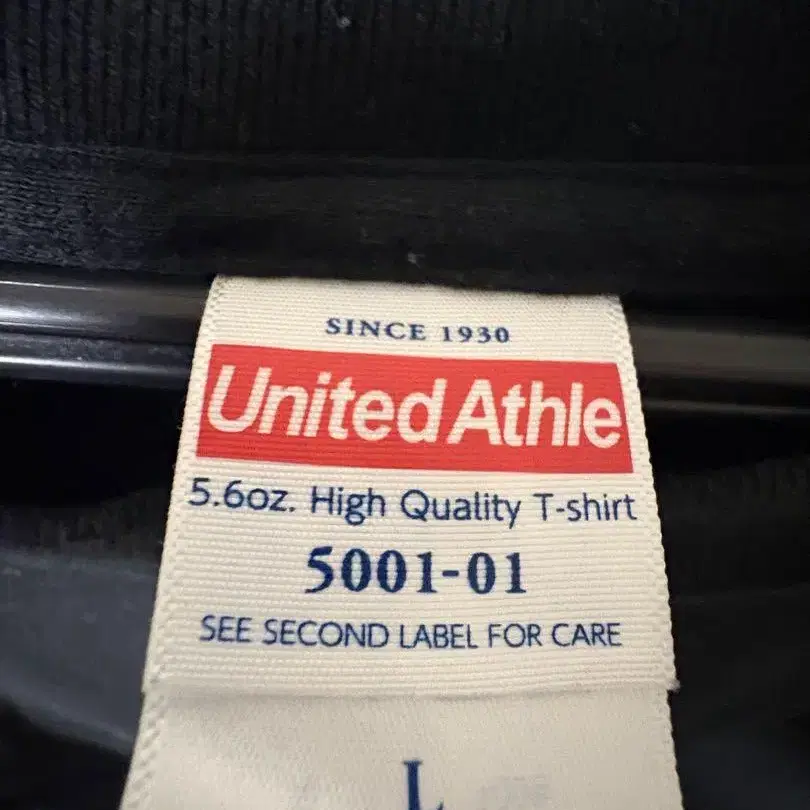 SINCE 1930
United Athle
5.6oz. High Quality T-shirt
5001-01
SEE SECOND LABEL FOR CARE
L